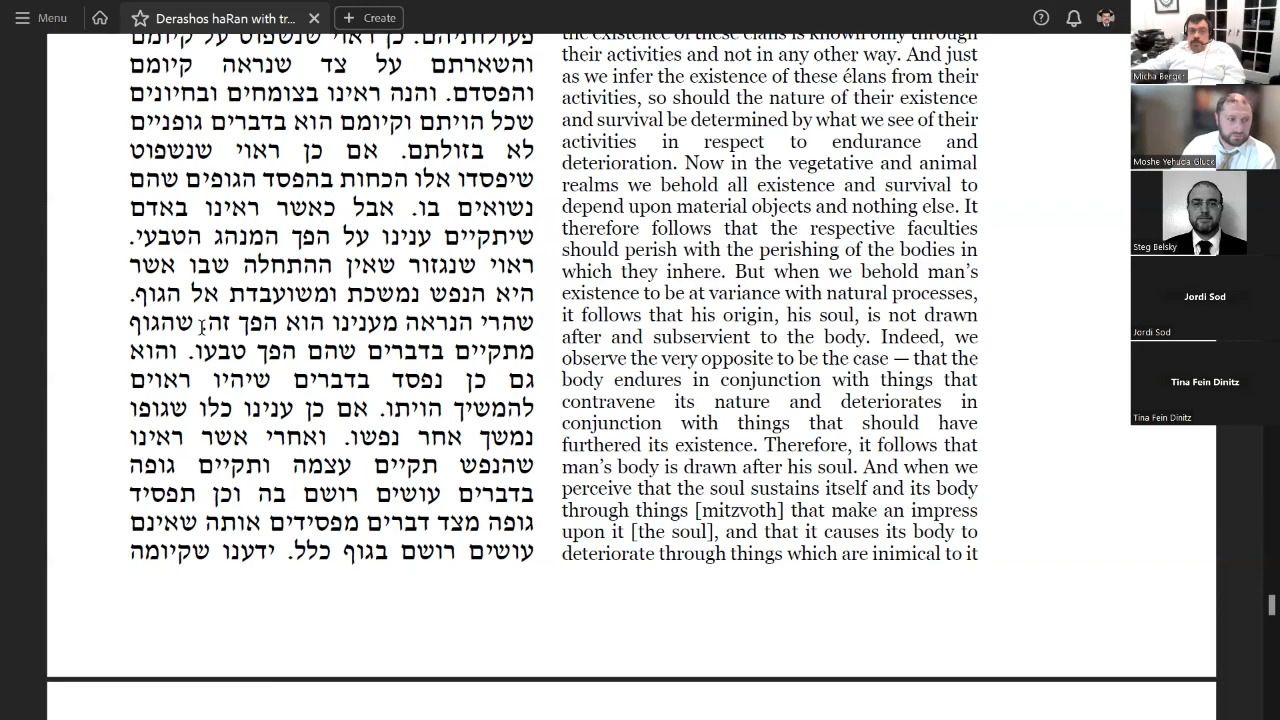 Menu
Derashos haRan with tr...
Create
פעולותיהם. כן ראוי שנשפוט על קיומם
והשארתם על צד שנראה קיומם
והפסדם. והנה ראינו בצומחים ובחיונים
שכל הויתם וקיומם הוא בדברים גופניים
לא בזולתם. אם כן ראוי שנשפוט
שיפסדו אלו הכחות בהפסד הגופים שהם
נשואים בו. אבל כאשר ראינו באדם
שיתקיים ענינו על הפך המנהג הטבעי.
ראוי שנגזור שאין ההתחלה שבו אשר
היא הנפש נמשכת ומשועבדת אל הגוף.
שהרי הנראה מענינו הוא הפך זה, שהגוף
מתקיים בדברים שהם הפך טבעו. והוא
גם כן נפסד בדברים שיהיו ראוים
להמשיך הויתו. אם כן ענינו כלו שגופו
נמשך אחר נפשו. ואחרי אשר ראינו
שהנפש תקיים עצמה ותקיים גופה
בדברים עושים רושם בה וכן תפסיד
גופה מצד דברים מפסידים אותה שאינם
עושים רושם בגוף כלל. ידענו שקיומה
the existence of these élans is known only through
their activities and not in any other way. And just
as we infer the existence of these élans from their
activities, so should the nature of their existence
and survival be determined by what we see of their
activities in respect to endurance and
deterioration. Now in the vegetative and animal
realms we behold all existence and survival to
depend upon material objects and nothing else. It
therefore follows that the respective faculties
should perish with the perishing of the bodies in
which they inhere. But when we behold man's
existence to be at variance with natural processes,
it follows that his origin, his soul, is not drawn
after and subservient to the body. Indeed, we
observe the very opposite to be the case — that the
body endures in conjunction with things that
contravene its nature and deteriorates in
conjunction with things that should have
furthered its existence. Therefore, it follows that
man's body is drawn after his soul. And when we
perceive that the soul sustains itself and its body
through things [mitzvoth] that make an impress
upon it [the soul], and that it causes its body to
deteriorate through things which are inimical to it
Micha Berger
Moshe Yehuda Gluck
Steg Belsky
Jordi Sod
Jordi Sod
Tina Fein Dinitz
Tina Fein Dinitz